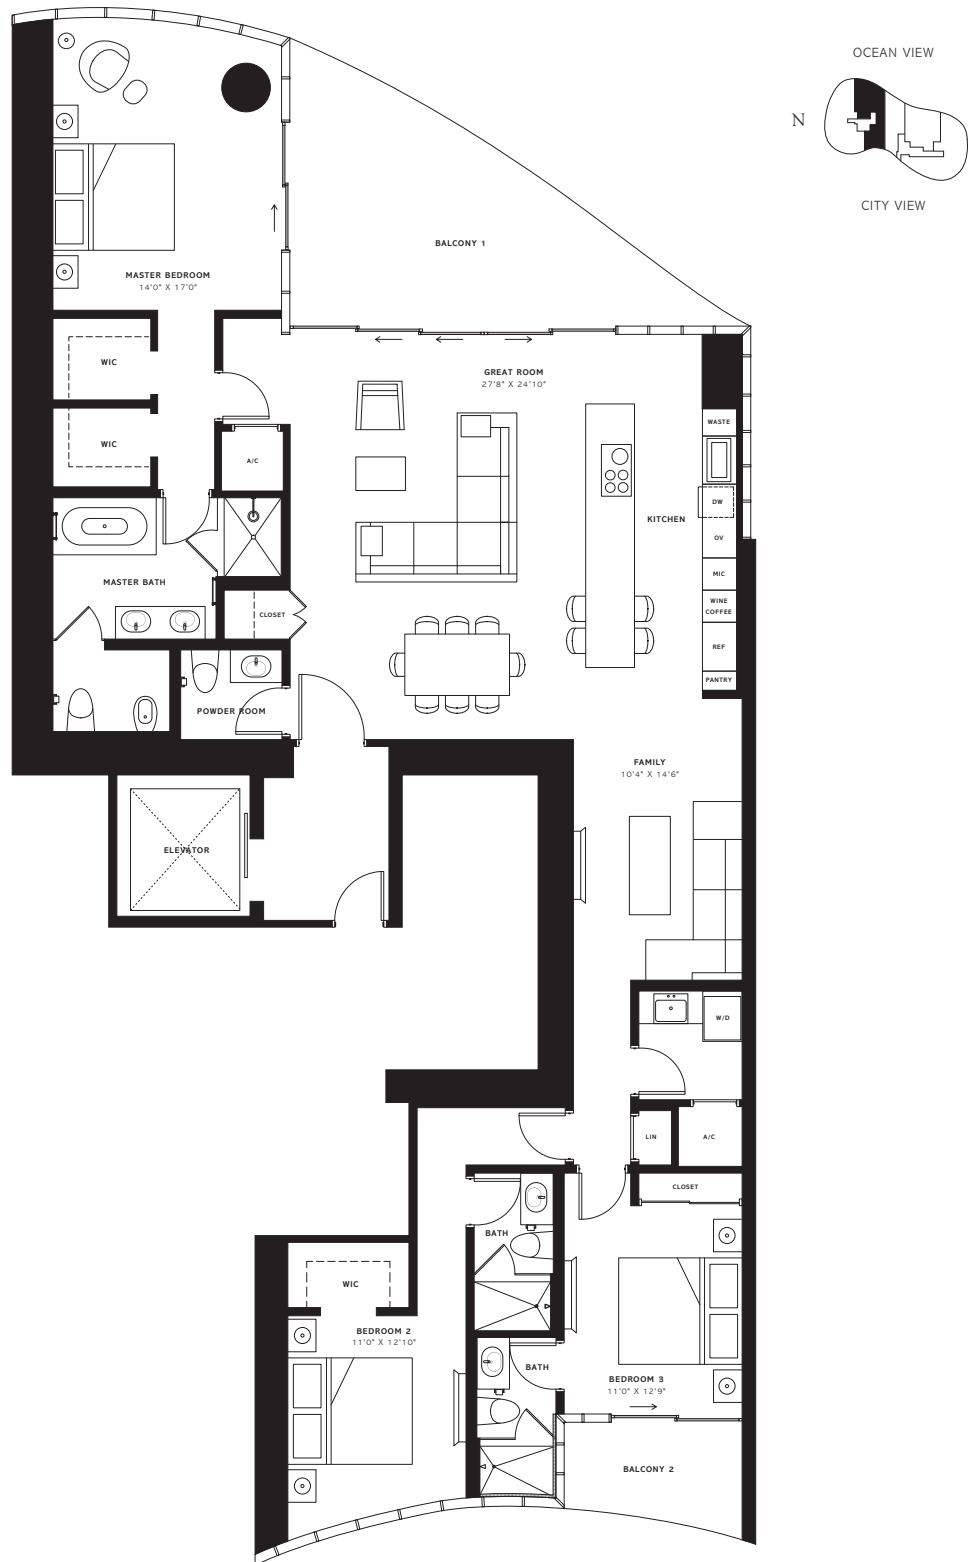 OCEAN VIEW
N
CITY VIEW
BALCONY 1
MASTER BEDROOM
14'0" X 17'0"
WIC
GREAT ROOM
27'8" X 24'10"
WASTE
WIC
A/C
DW
KITCHEN
OV
MIC
MASTER BATH
WINE
COFFEE
CLOSET
REF
PANTRY
POWDER ROOM
FAMILY
10'4" X 14'6"
ELEVATOR
W/D
LIN
A/C
CLOSET
BATH
WIC
BEDROOM 2
11'0" X 12'10"
BATH
BEDROOM 3
11'0" X 12'9"
BALCONY 2